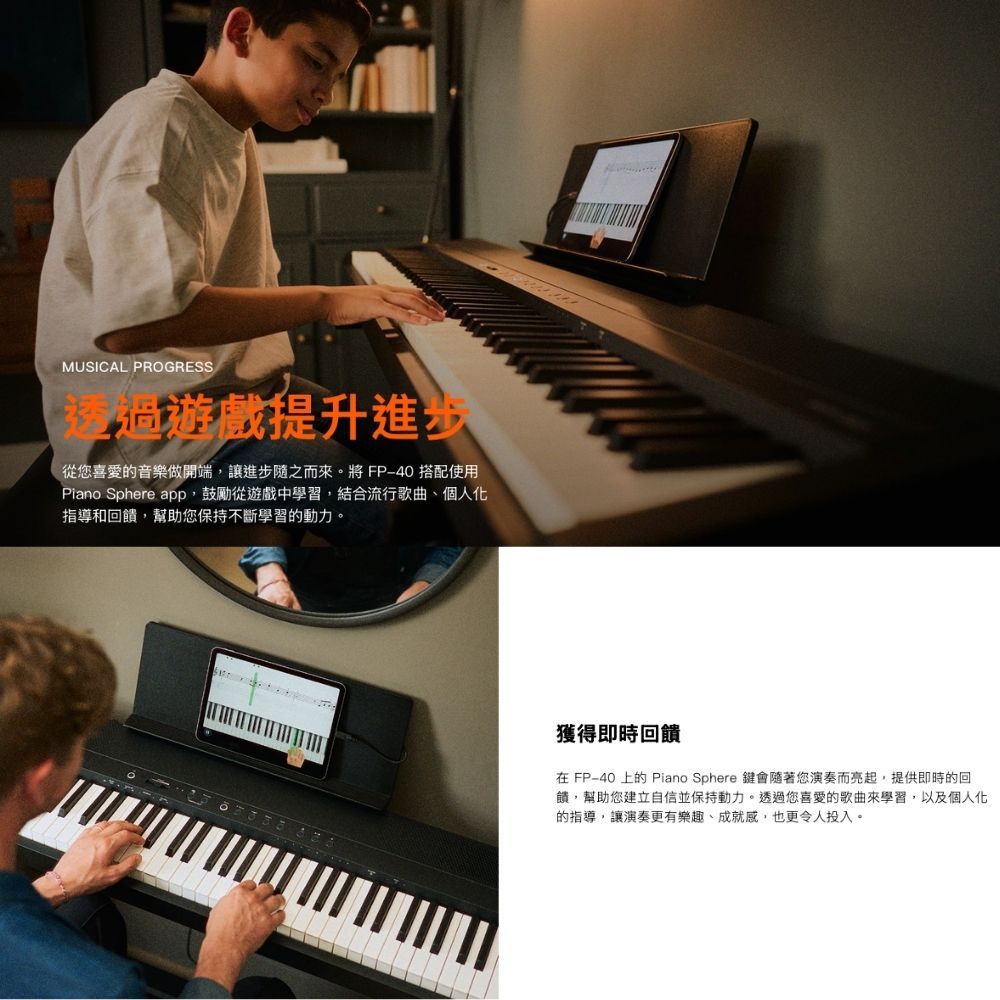 MUSICAL PROGRESS
透過遊戲提升進步
從您喜愛的音樂做開端，讓進步隨之而來。將 FP-40 搭配使用
Piano Sphere app，鼓勵從遊戲中學習，結合流行歌曲、個人化
指導和回饋，幫助您保持不斷學習的動力。
獲得即時回饋
在 FP-40 上的 Piano Sphere 鍵會隨著您演奏而亮起，提供即時的回
饋，幫助您建立自信並保持動力。透過您喜愛的歌曲來學習，以及個人化
的指導，讓演奏更有樂趣、成就感，也更令人投入。